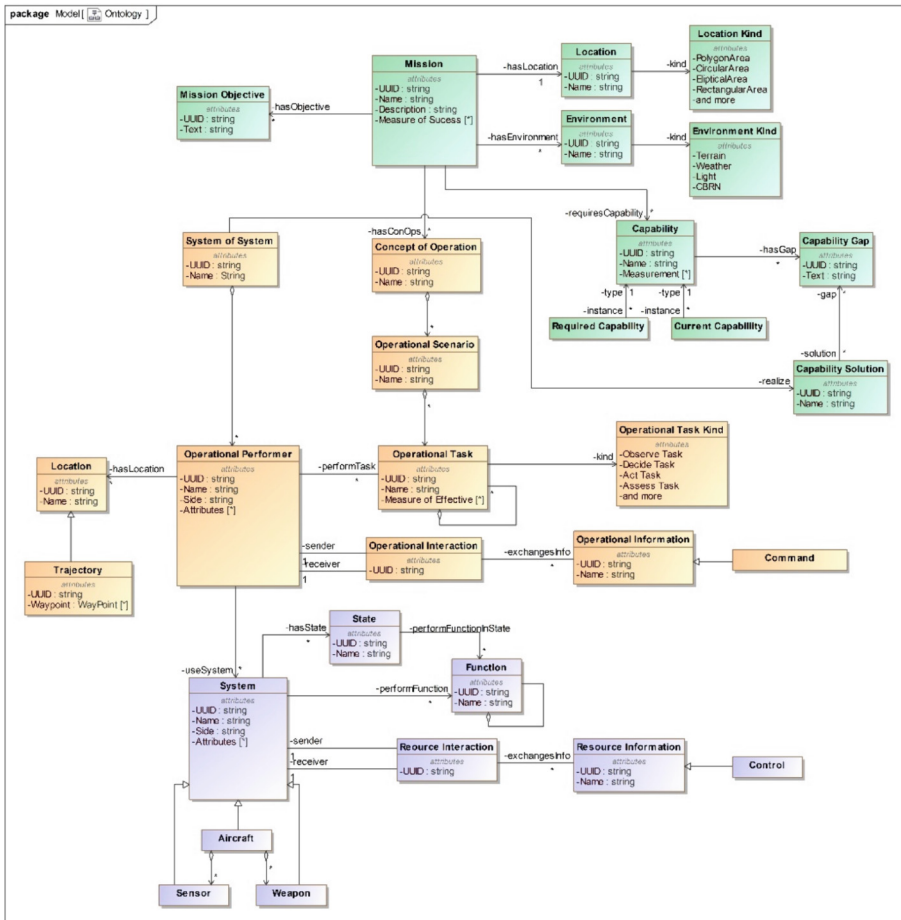 package Model [ Ontology ]
Mission
attributes
-UUID : string
-Name : string
-Description : string
-Measure of Sucess [*]
Mission Objective
attributes
-UUID : string
-Text : string
-hasObjective
*
-hasLocation
1
Location
attributes
-UUID : string
-Name : string
-kind
Location Kind
attributes
-PolygonArea
-CircularArea
-ElipticalArea
-RectangularArea
-and more
-hasEnvironment
*
Environment
attributes
-UUID : string
-Name : string
-kind
Environment Kind
attributes
-Terrain
-Weather
-Light
-CBRN
-requiresCapability
*
-hasConOps
*
System of System
attributes
-UUID : string
-Name : String
Concept of Operation
attributes
-UUID : string
-Name : string
Capability
attributes
-UUID : string
-Name : string
-Measurement [*]
-hasGap
*
Capability Gap
attributes
-UUID : string
-Text : string
-type 1
-type 1
-gap
*
-instance *
-instance *
Required Capability
Current Capability
*
Operational Scenario
attributes
-UUID : string
-Name : string
-solution
*
Capability Solution
attributes
-UUID : string
-Name : string
-realize
*
*
Location
attributes
-UUID : string
-Name : string
-hasLocation
*
Operational Performer
attributes
-UUID : string
-Name : string
-Side : string
-Attributes [*]
-performTask
*
Operational Task
attributes
-UUID : string
-Name : string
-Measure of Effective [*]
-kind
Operational Task Kind
attributes
-Observe Task
-Decide Task
-Act Task
-Assess Task
-and more
Trajectory
attributes
-UUID : string
-Waypoint : WayPoint [*]
-sender
1
-receiver
1
Operational Interaction
attributes
-UUID : string
-exchangesInfo
*
Operational Information
attributes
-UUID : string
-Name : string
Command
-useSystem
*
-hasState
*
State
attributes
-UUID : string
-Name : string
-performFunctionInState
*
System
attributes
-UUID : string
-Name : string
-Side : string
-Attributes [*]
-performFunction
*
Function
attributes
-UUID : string
-Name : string
-sender
1
-receiver
1
Reource Interaction
attributes
-UUID : string
-exchangesInfo
*
Resource Information
attributes
-UUID : string
-Name : string
Control
Aircraft
*
*
Sensor
Weapon